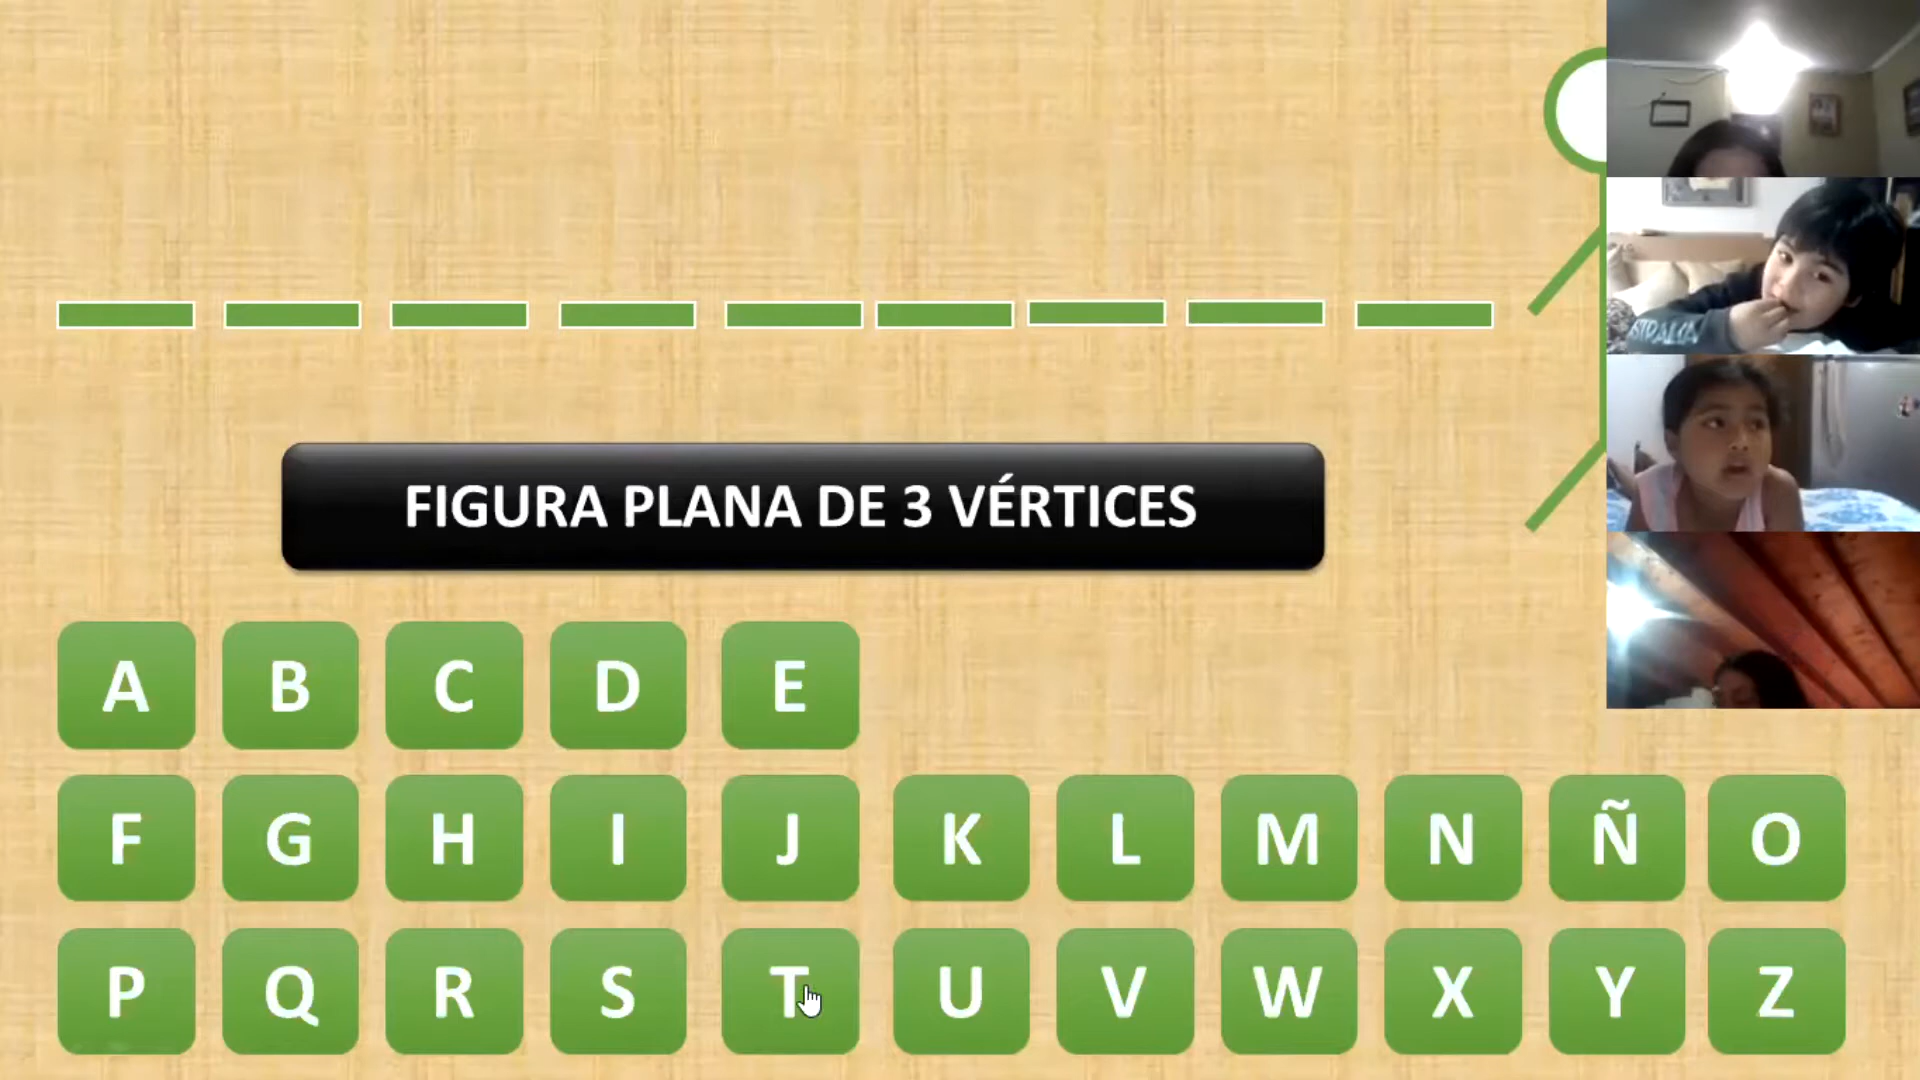 FIGURA PLANA DE 3 VÉRTICES
A B C D E
F G H I J K L M N Ñ O
P Q R S T U V W X Y Z